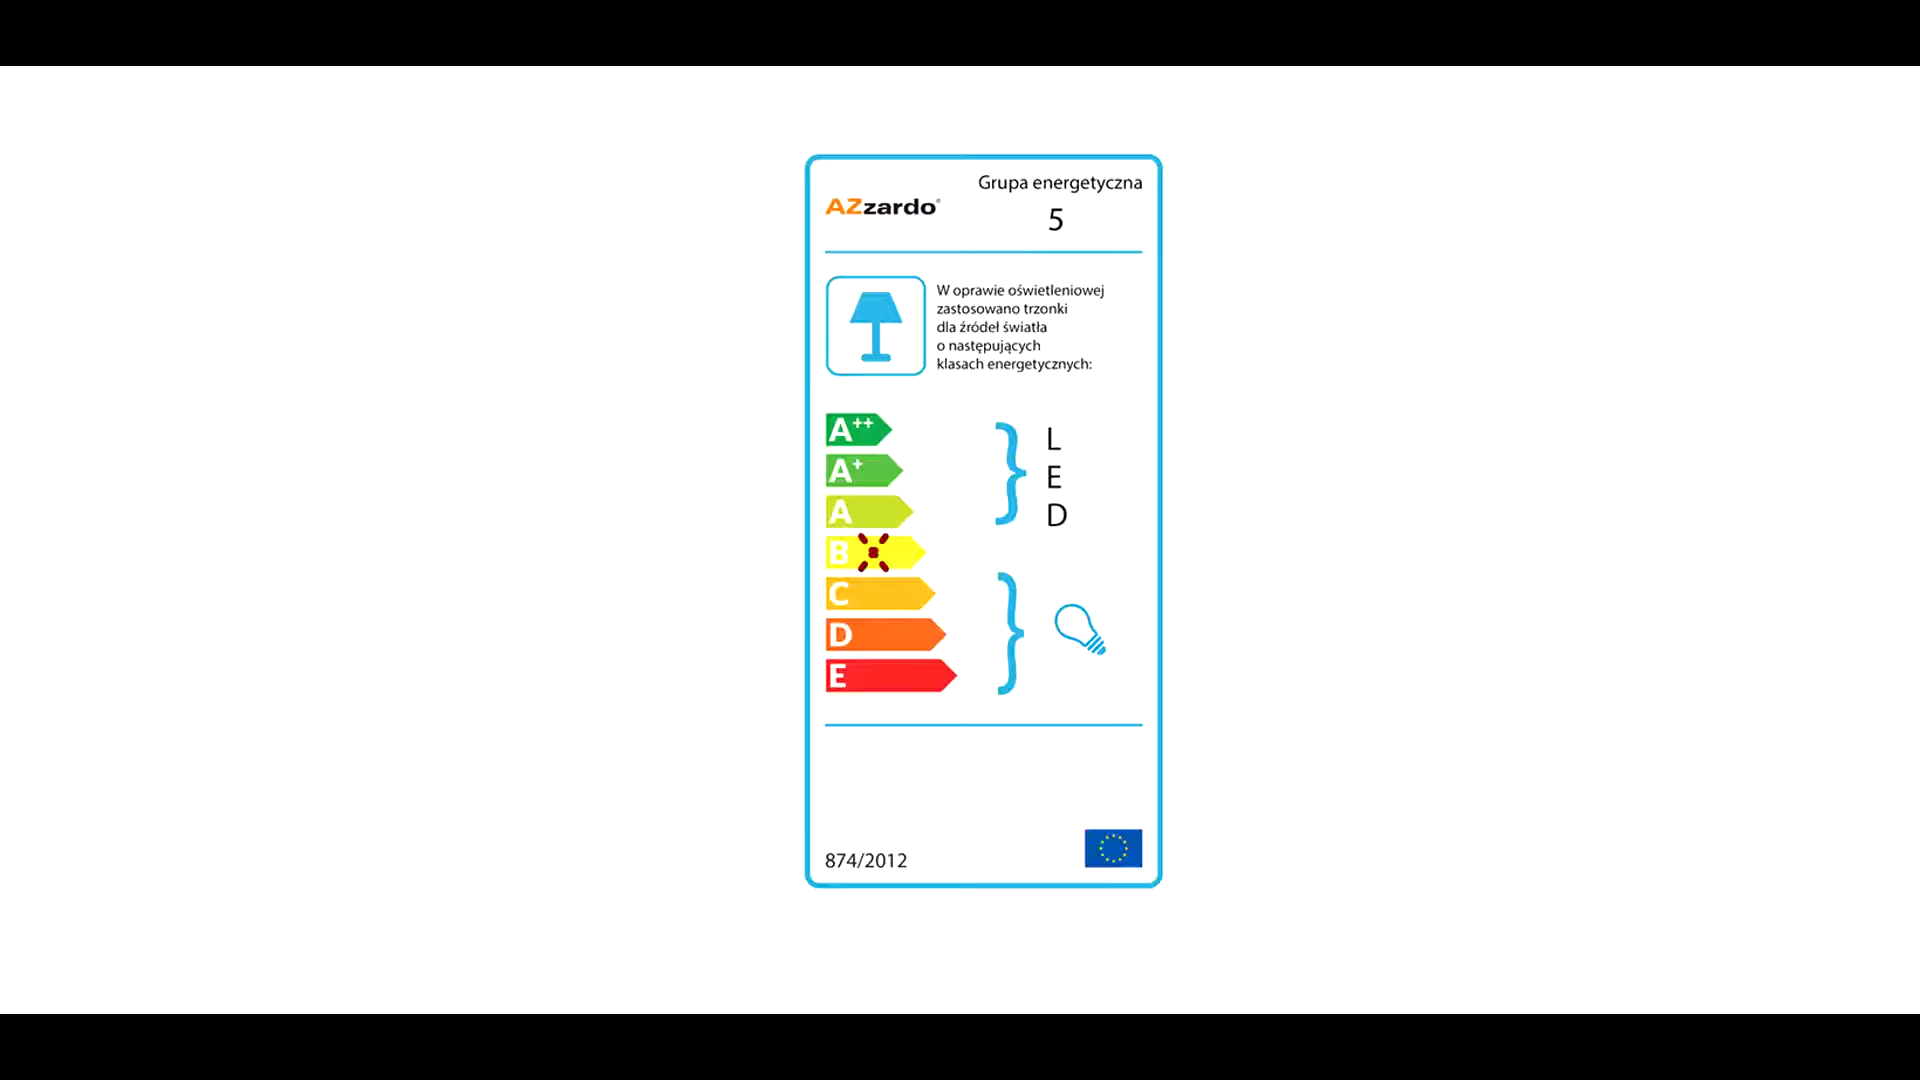 AZzardo®
Grupa energetyczna
5
W oprawie oświetleniowej
zastosowano trzonki
dla źródeł światła
o następujących
klasach energetycznych:
A++
A+
A
B
C
D
E
L
E
D
874/2012